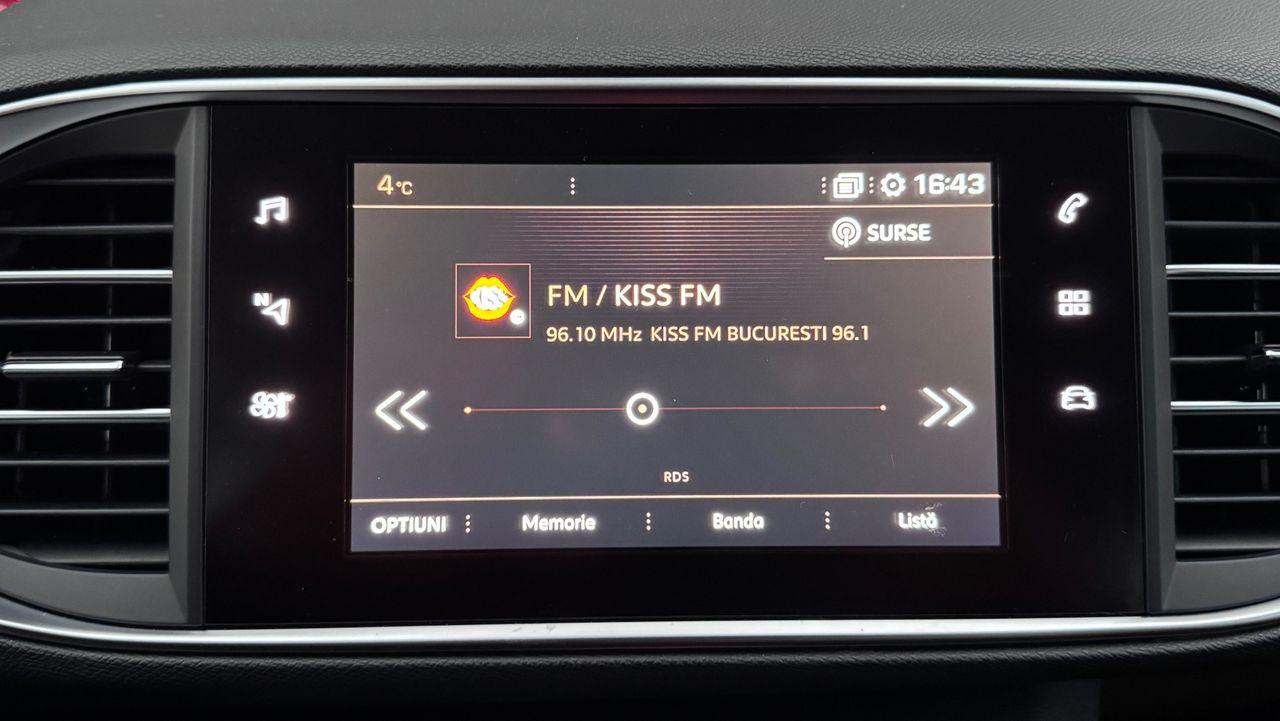 4°C
16:43
SURSE
KISS
FM / KISS FM
96.10 MHz KISS FM BUCURESTI 96.1
N
RDS
OPTIUNI
Memorie
Banda
Listă